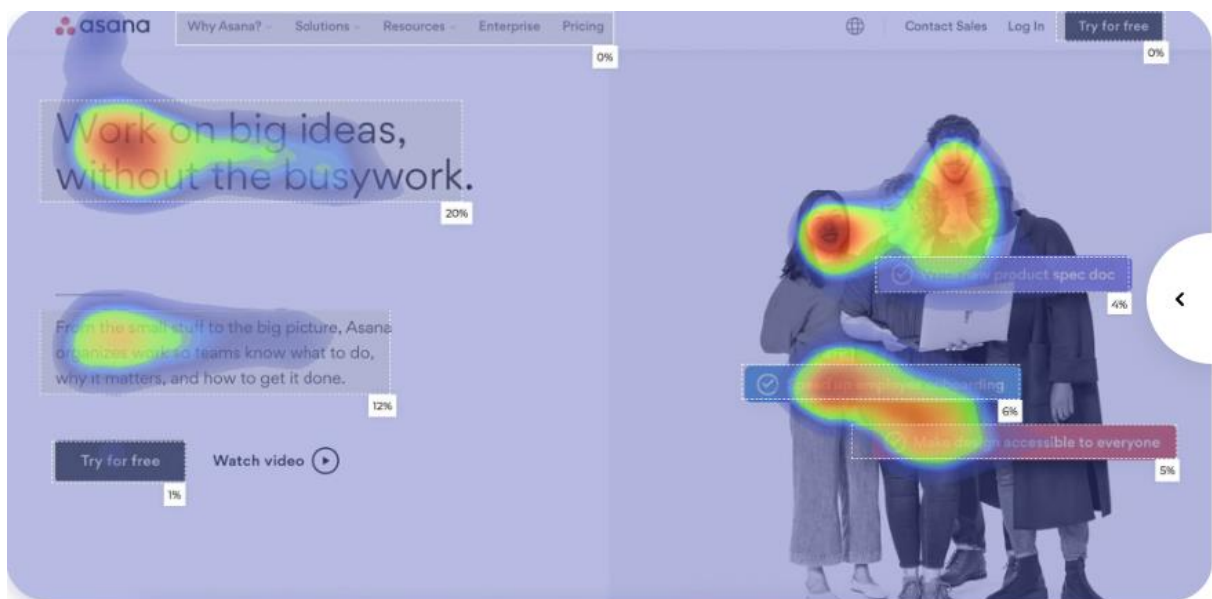 asana
Why Asana? Solutions Resources Enterprise Pricing
Contact Sales Log In Try for free
0%
0%
Work on big ideas,
without the busywork.
20%
new product spec doc
4%
From the small stuff to the big picture, Asana
organizes work so teams know what to do,
why it matters, and how to get it done.
12%
employee onboarding
6%
Make design accessible to everyone
5%
Try for free Watch video
1%